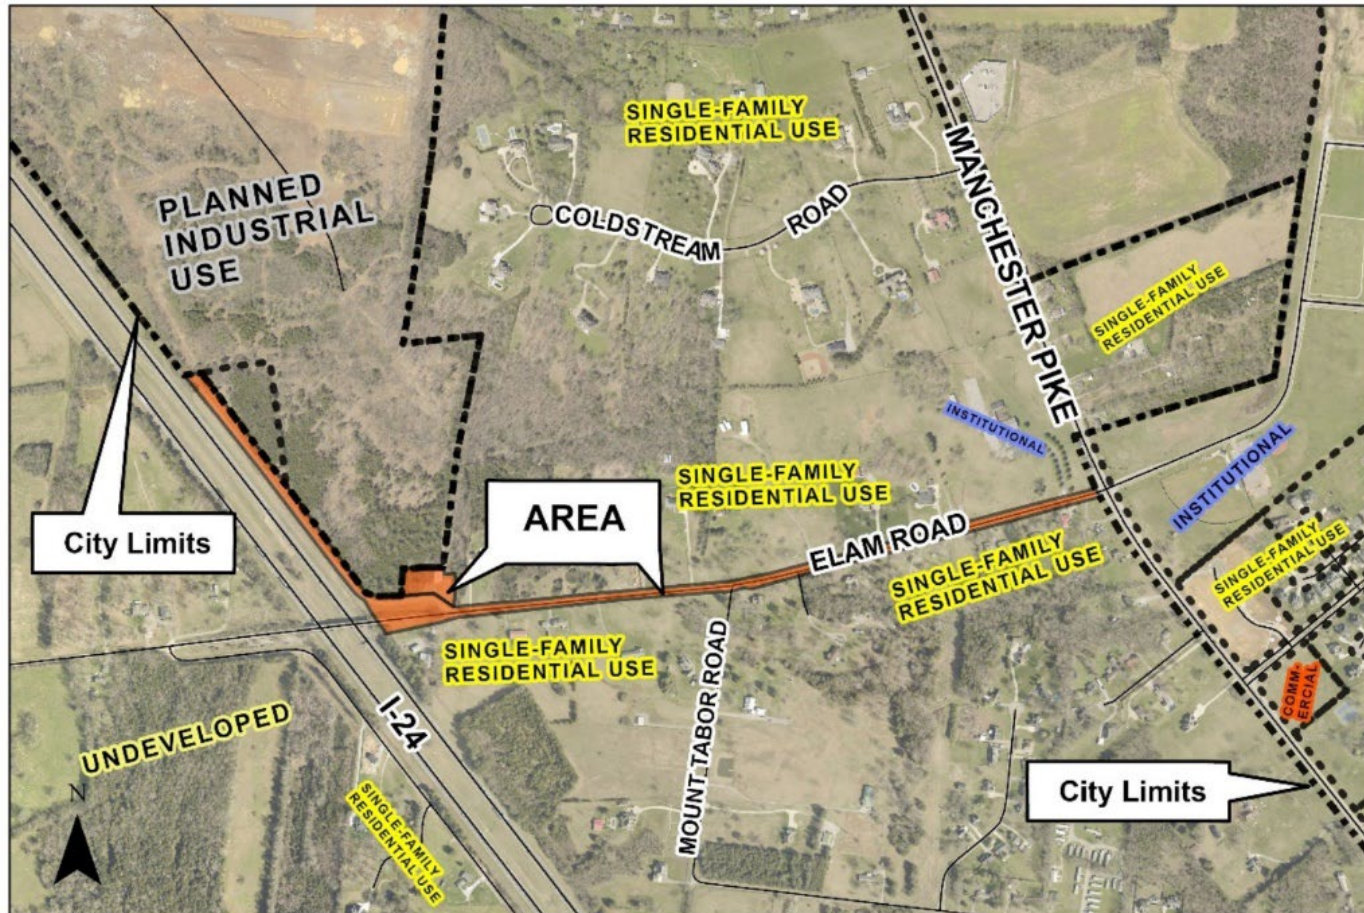 SINGLE-FAMILY
RESIDENTIAL USE
MANCHESTER PIKE
PLANNED
INDUSTRIAL
USE
COLDSTREAM ROAD
SINGLE-FAMILY
RESIDENTIAL USE
INSTITUTIONAL
INSTITUTIONAL
SINGLE-FAMILY
RESIDENTIAL USE
AREA
City Limits
ELAM ROAD
SINGLE-FAMILY
RESIDENTIAL USE
SINGLE-FAMILY
RESIDENTIAL USE
SINGLE-FAMILY
RESIDENTIAL USE
MOUNT TABOR ROAD
COMM-
ERCIAL
I-24
UNDEVELOPED
City Limits
N
SINGLE-FAMILY
RESIDENTIAL USE